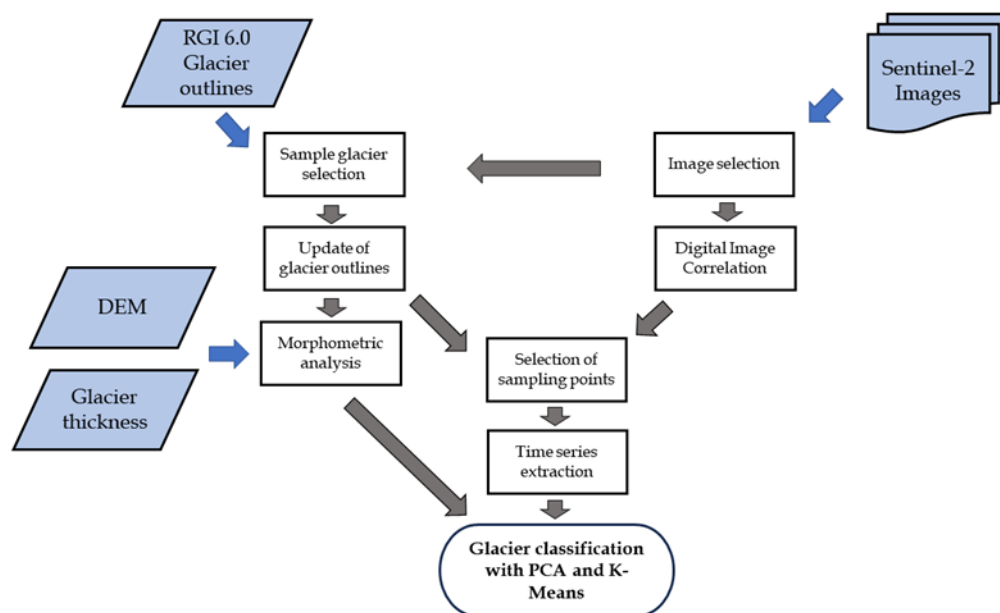 RGI 6.0
Glacier
outlines
Sentinel-2
Images
Sample glacier
selection
Image selection
Update of
glacier outlines
Digital Image
Correlation
DEM
Morphometric
analysis
Selection of
sampling points
Glacier
thickness
Time series
extraction
Glacier classification
with PCA and K-
Means